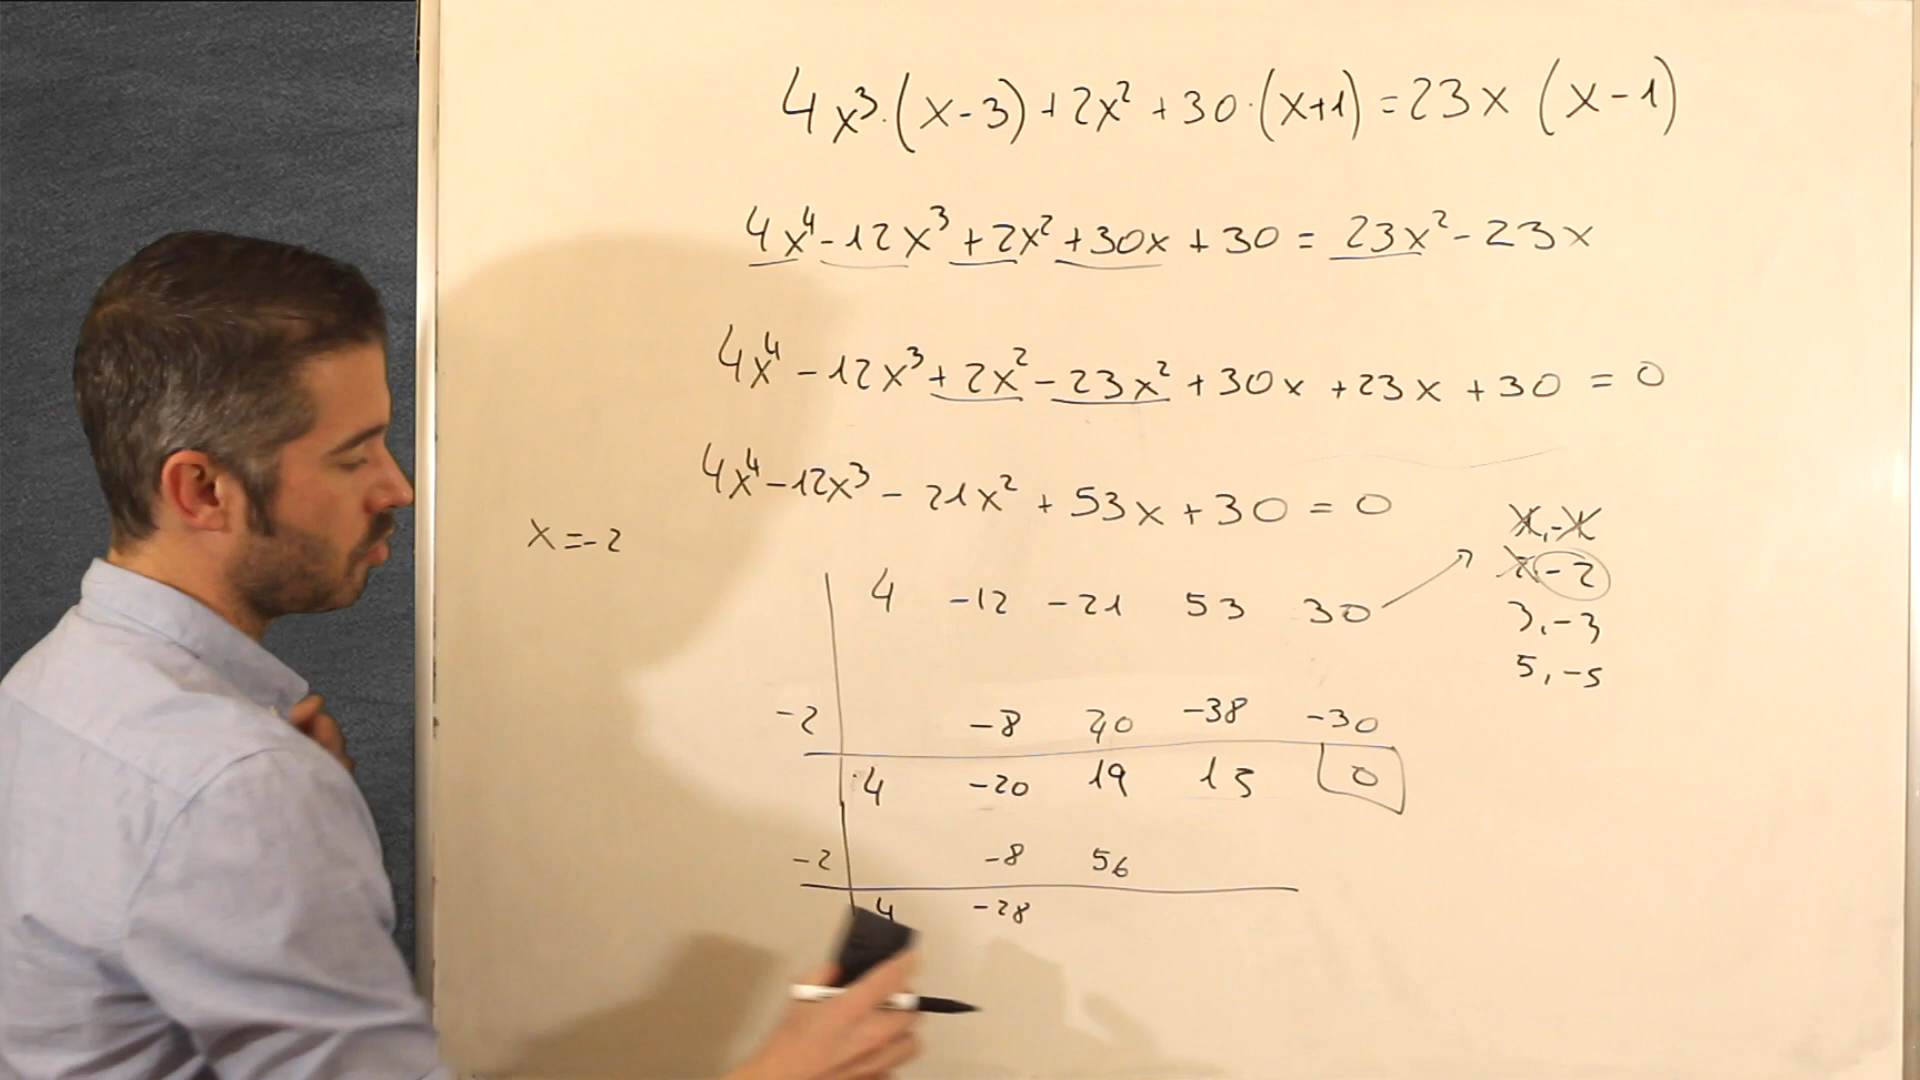 4x³·(x-3)+2x²+30·(x+1)=23x (x-1)
4x⁴-12x³+2x²+30x+30=23x²-23x
4x⁴-12x³+2x²-23x²+30x+23x+30=0
4x⁴-12x³-21x²+53x+30=0
x=-2
4 -12 -21 53 30
-2 -8 40 -38 -30
4 -20 19 15 0
-2 -8 56
4 -28
1,-1
2,-2
3,-3
5,-5